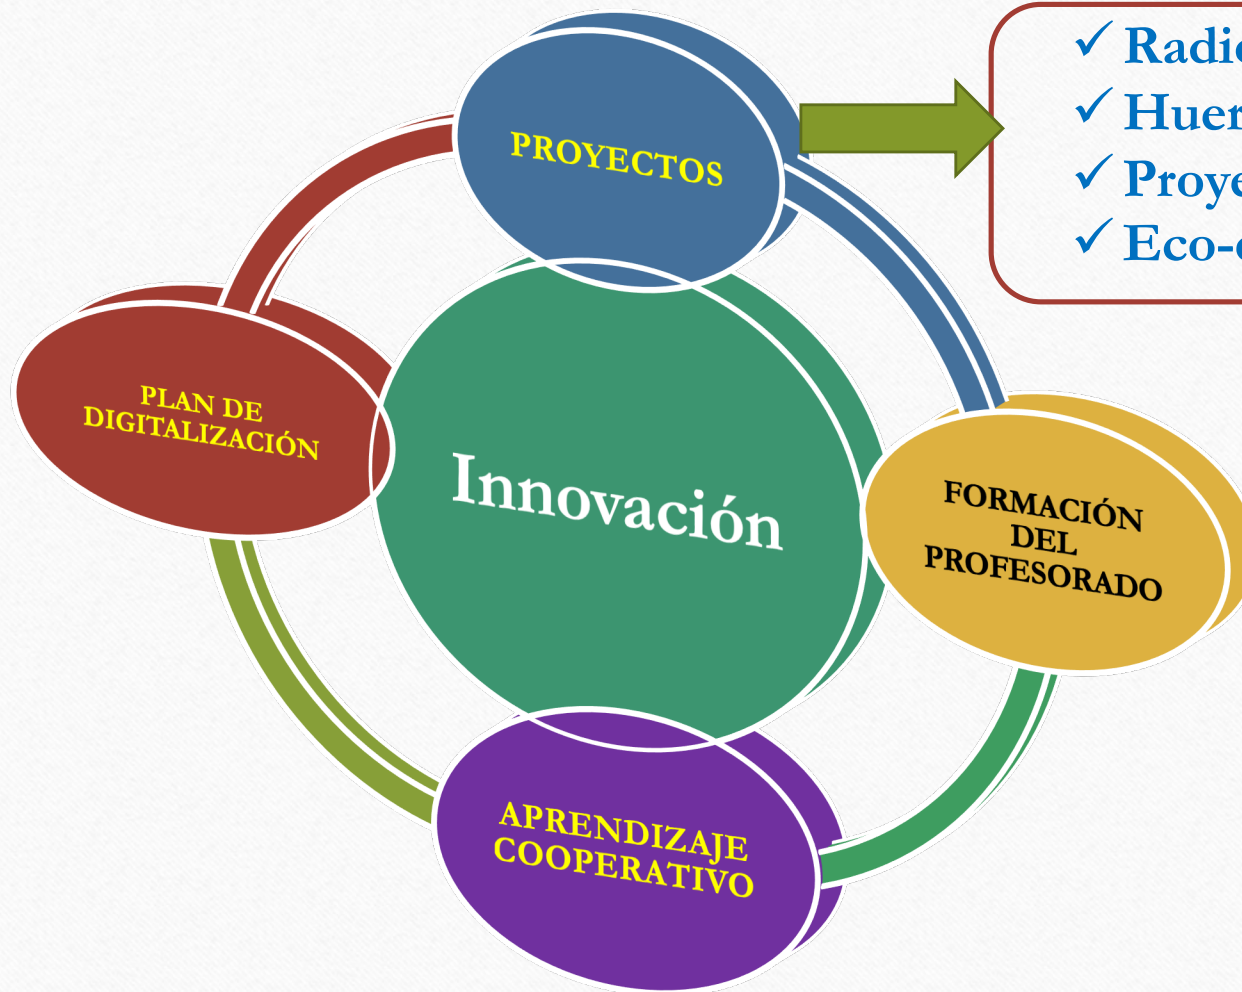 PROYECTOS
PLAN DE
DIGITALIZACIÓN
Innovación
FORMACIÓN
DEL
PROFESORADO
APRENDIZAJE
COOPERATIVO